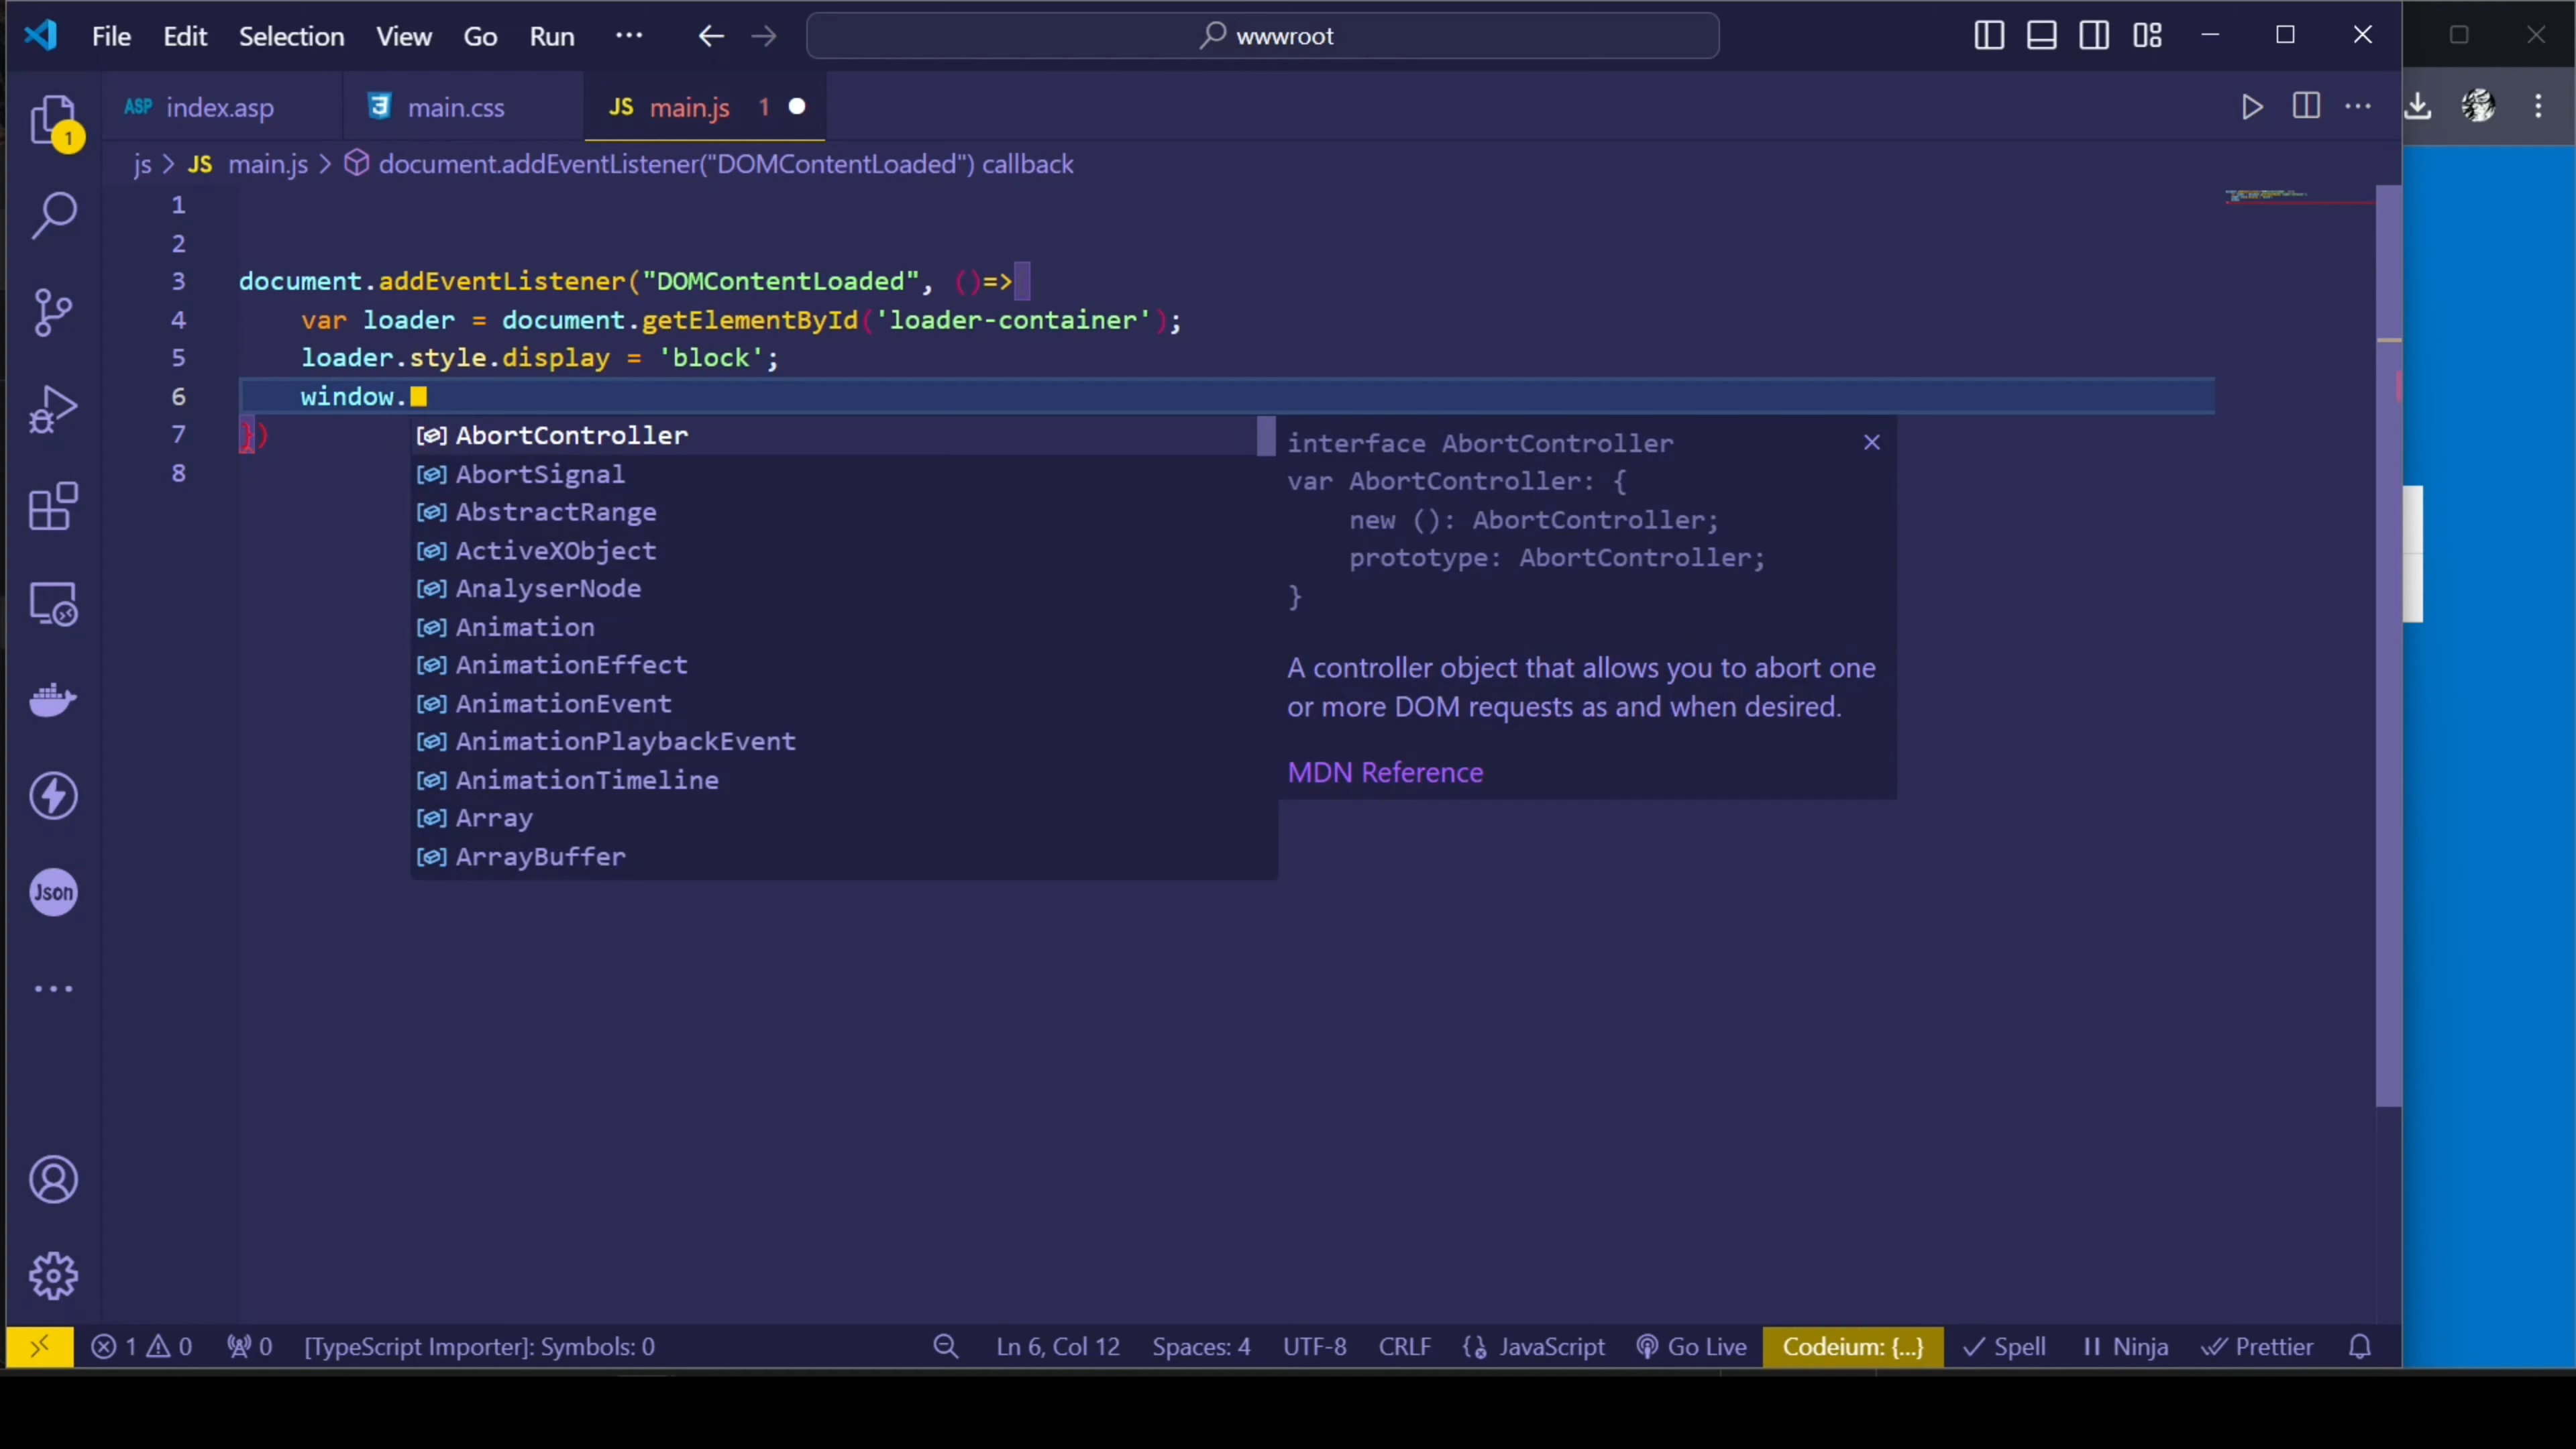 File Edit Selection View Go Run ··· wwwroot
ASP index.asp main.css JS main.js 1
js > JS main.js > document.addEventListener("DOMContentLoaded") callback
1
2
3 document.addEventListener("DOMContentLoaded", ()=>
4 var loader = document.getElementById('loader-container');
5 loader.style.display = 'block';
6 window.
7 })
8
AbortController
AbortSignal
AbstractRange
ActiveXObject
AnalyserNode
Animation
AnimationEffect
AnimationEvent
AnimationPlaybackEvent
AnimationTimeline
Array
ArrayBuffer
interface AbortController
var AbortController: {
new (): AbortController;
prototype: AbortController;
}
A controller object that allows you to abort one
or more DOM requests as and when desired.
MDN Reference
1
Json
1 0 0 [TypeScript Importer]: Symbols: 0 Ln 6, Col 12 Spaces: 4 UTF-8 CRLF JavaScript Go Live Codeium: {...} Spell Ninja Prettier